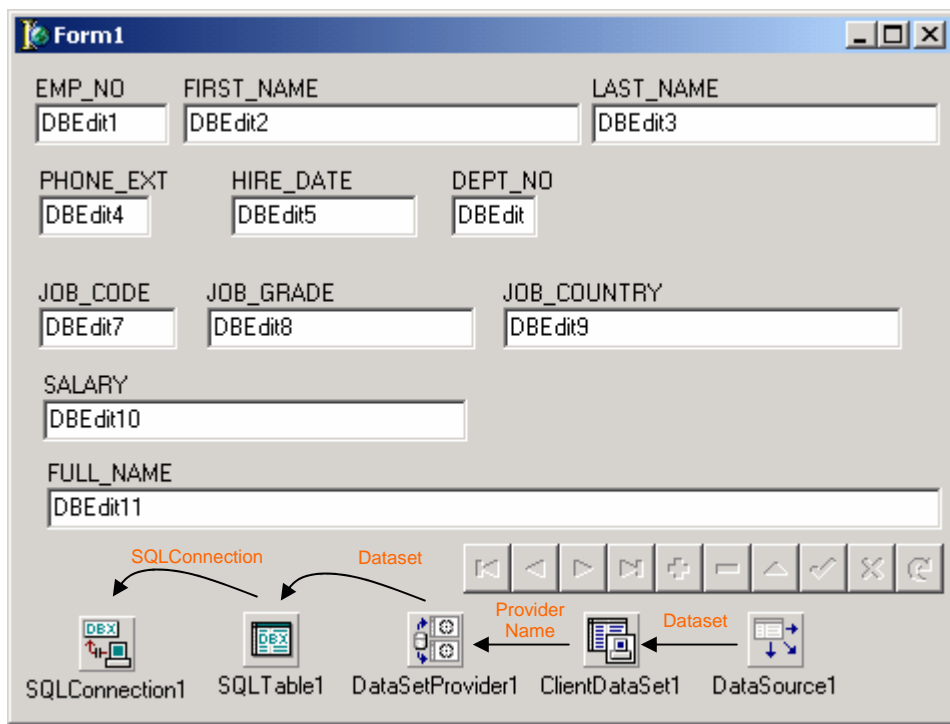 Form1
EMP_NO FIRST_NAME LAST_NAME
DBEdit1 DBEdit2 DBEdit3
PHONE_EXT HIRE_DATE DEPT_NO
DBEdit4 DBEdit5 DBEdit
JOB_CODE JOB_GRADE JOB_COUNTRY
DBEdit7 DBEdit8 DBEdit9
SALARY
DBEdit10
FULL_NAME
DBEdit11
SQLConnection Dataset
Provider
Name Dataset
DBX DBX
SQLConnection1 SQLTable1 DataSetProvider1 ClientDataSet1 DataSource1